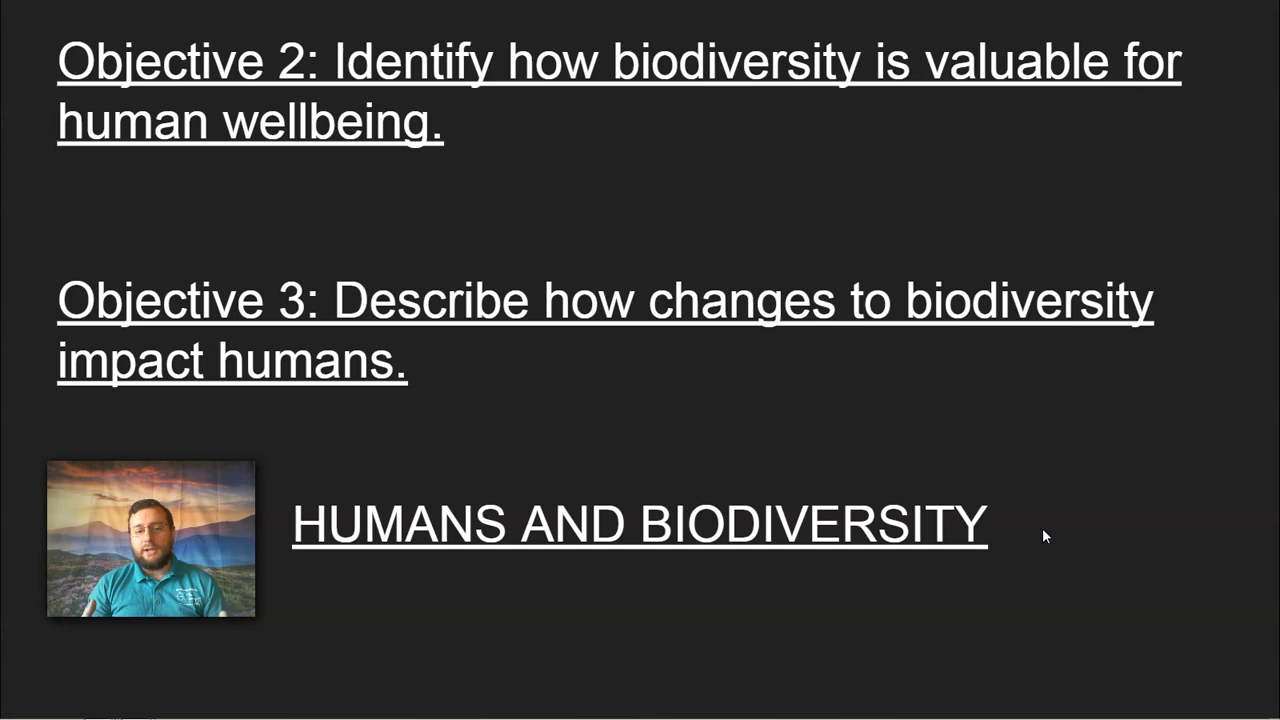 Objective 2: Identify how biodiversity is valuable for
human wellbeing.
Objective 3: Describe how changes to biodiversity
impact humans.
HUMANS AND BIODIVERSITY